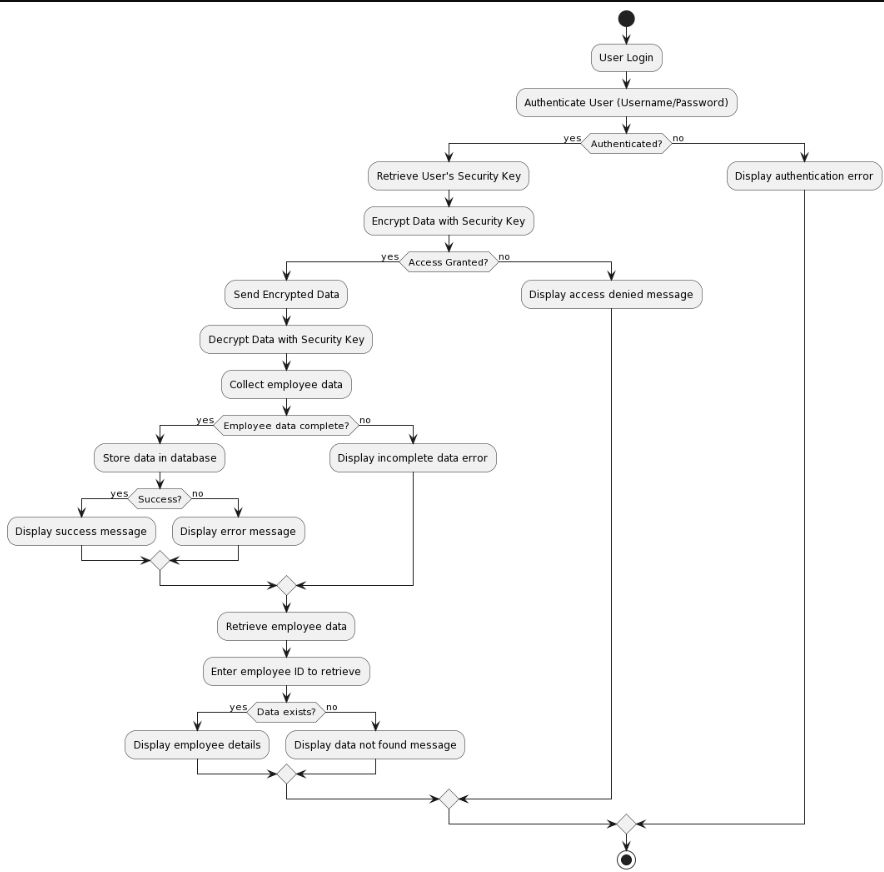 User Login
Authenticate User (Username/Password)
yes
Authenticated?
no
Retrieve User's Security Key
Display authentication error
Encrypt Data with Security Key
yes
Access Granted?
no
Send Encrypted Data
Display access denied message
Decrypt Data with Security Key
Collect employee data
yes
Employee data complete?
no
Store data in database
Display incomplete data error
yes
Success?
no
Display success message
Display error message
Retrieve employee data
Enter employee ID to retrieve
yes
Data exists?
no
Display employee details
Display data not found message